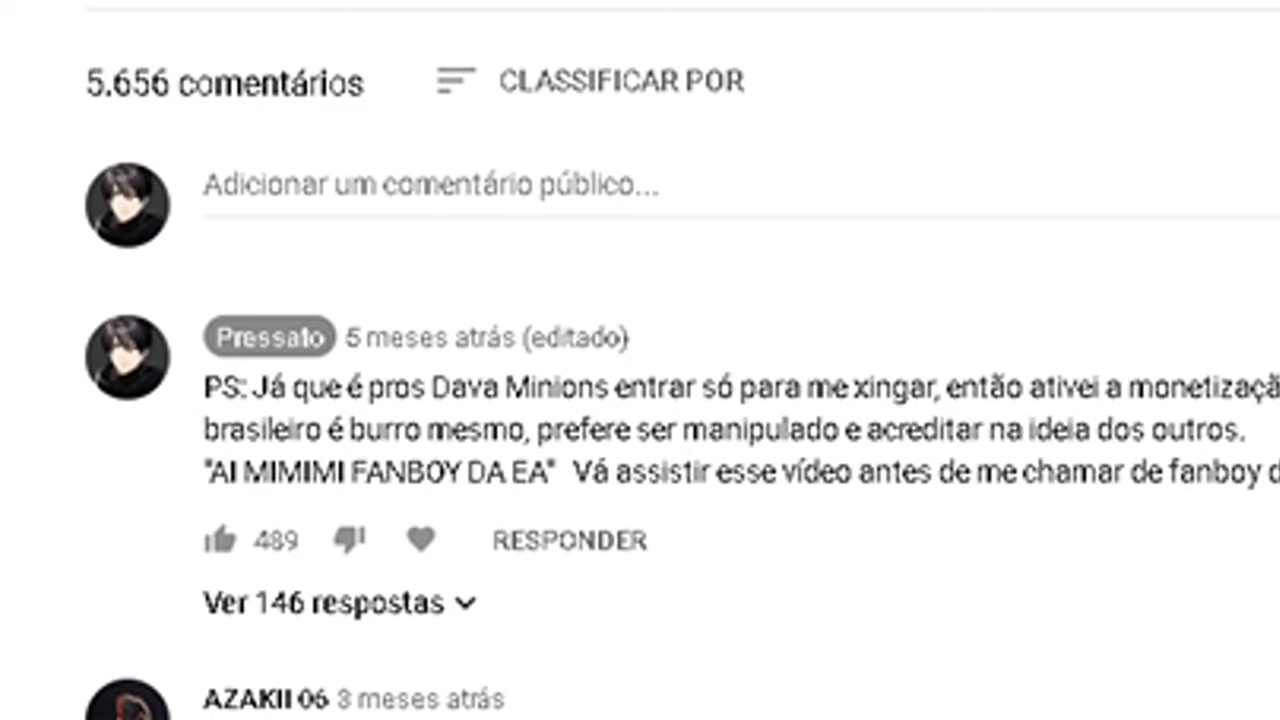 5.656 comentários
CLASSIFICAR POR
Adicionar um comentário público...
Pressato 5 meses atrás (editado)
PS: Já que é pros Dava Minions entrar só para me xingar, então ativei a monetizaçã
brasileiro é burro mesmo, prefere ser manipulado e acreditar na ideia dos outros.
"AI MIMIMI FANBOY DA EA" Vá assistir esse vídeo antes de me chamar de fanboy d
489
RESPONDER
Ver 146 respostas
AZAKII 06 3 meses atrás